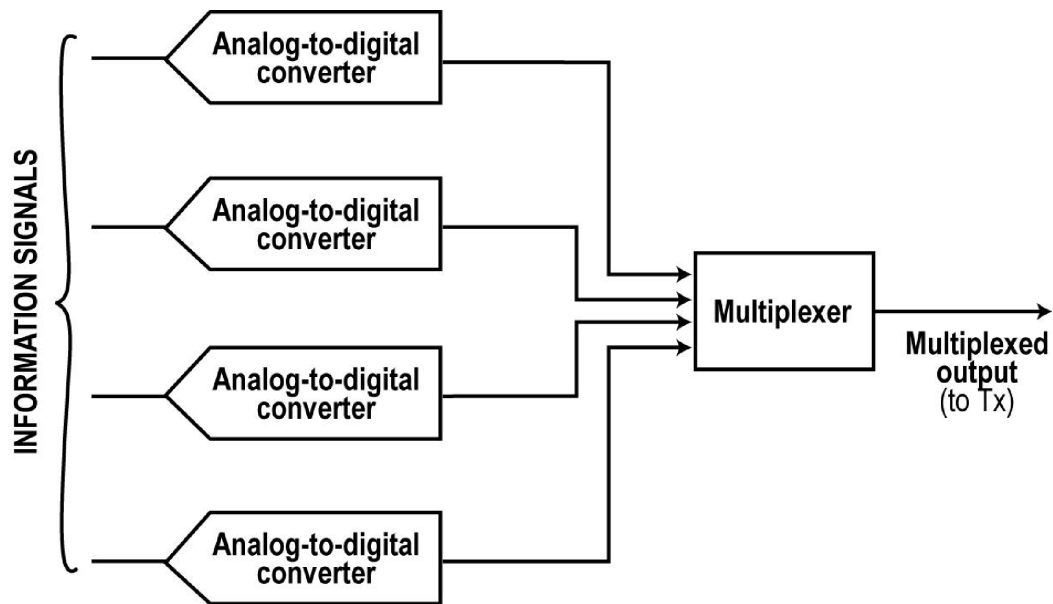 INFORMATION SIGNALS
Analog-to-digital
converter
Analog-to-digital
converter
Analog-to-digital
converter
Analog-to-digital
converter
Multiplexer
Multiplexed
output
(to Tx)